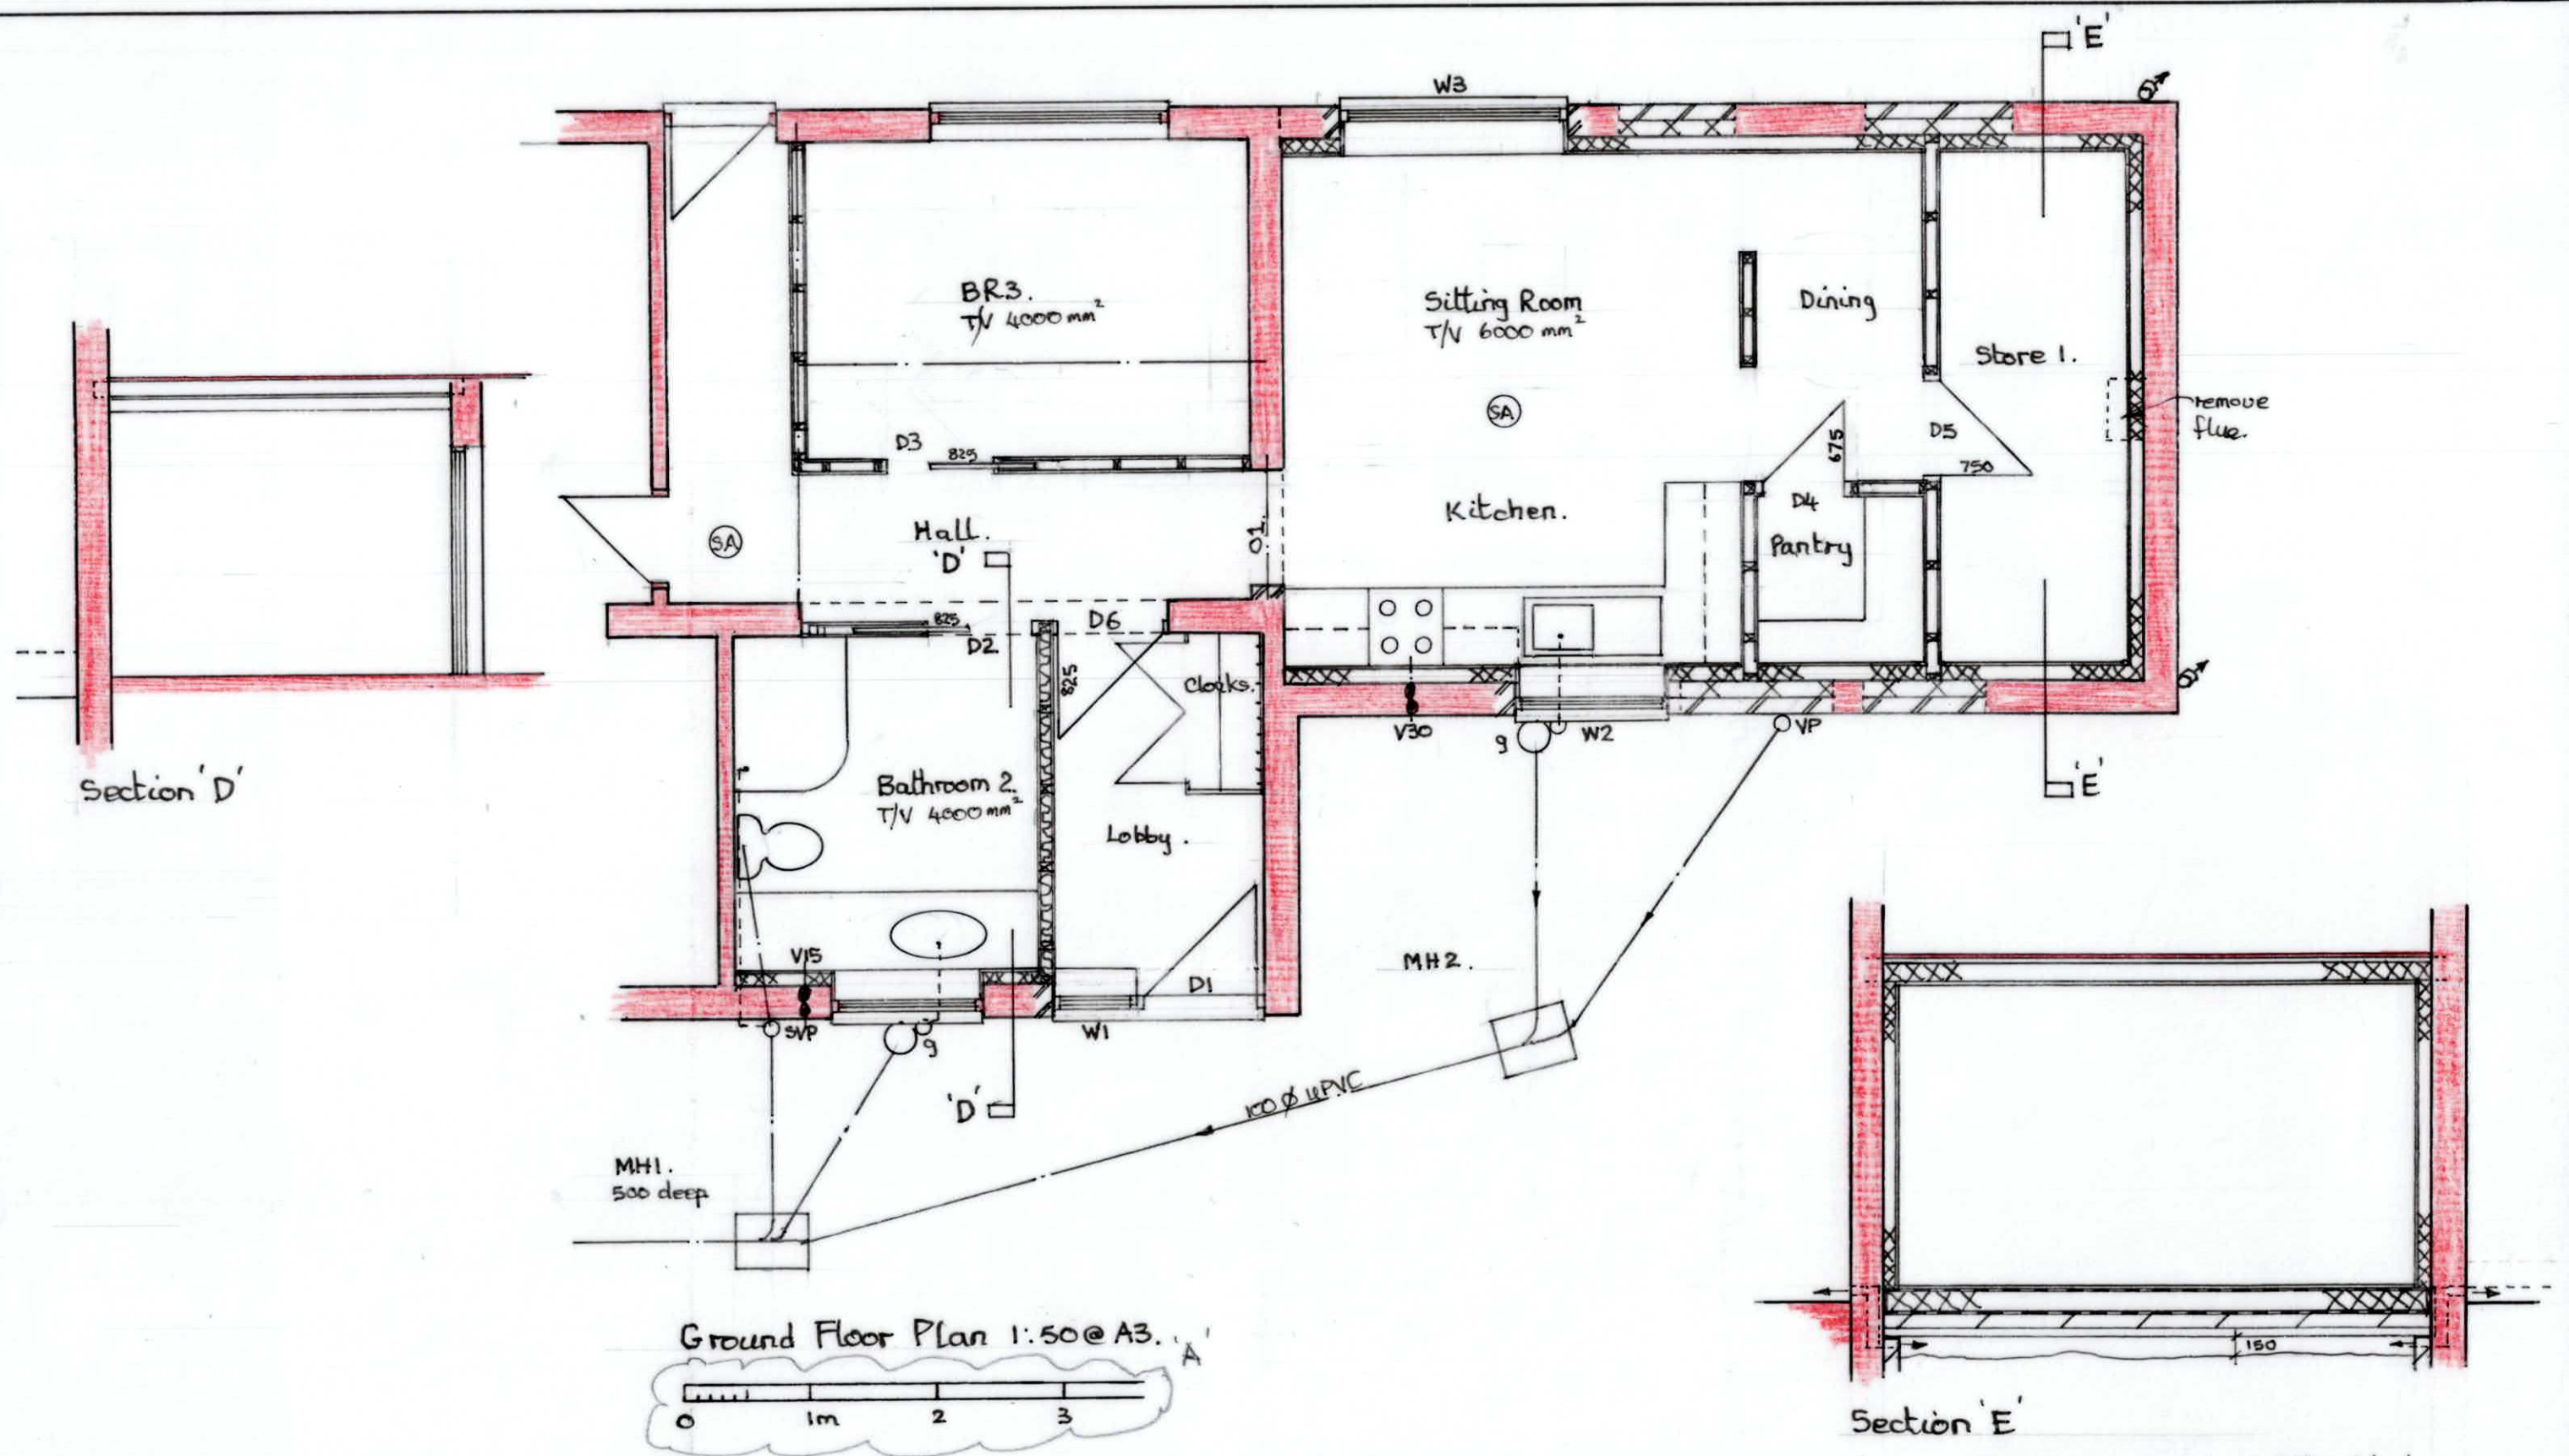 'E'
W3
BR3.
T/V 4000 mm²
Sitting Room
T/V 6000 mm²
Dining
Store 1.
SA
remove
flue.
D3
825
675
D5
750
D4
Kitchen.
Pantry
Hall.
SA
'D'
01.
825
D2
D6
825
Cloaks.
V30
g
W2
VP
'E'
Section 'D'
Bathroom 2.
T/V 4000 mm²
Lobby.
V15
D1
MH2.
SVP
g
W1
'D'
100 Ø uPVC
MH1.
500 deep
Ground Floor Plan 1:50 @ A3.
'A'
0 1m 2 3
150
Section 'E'